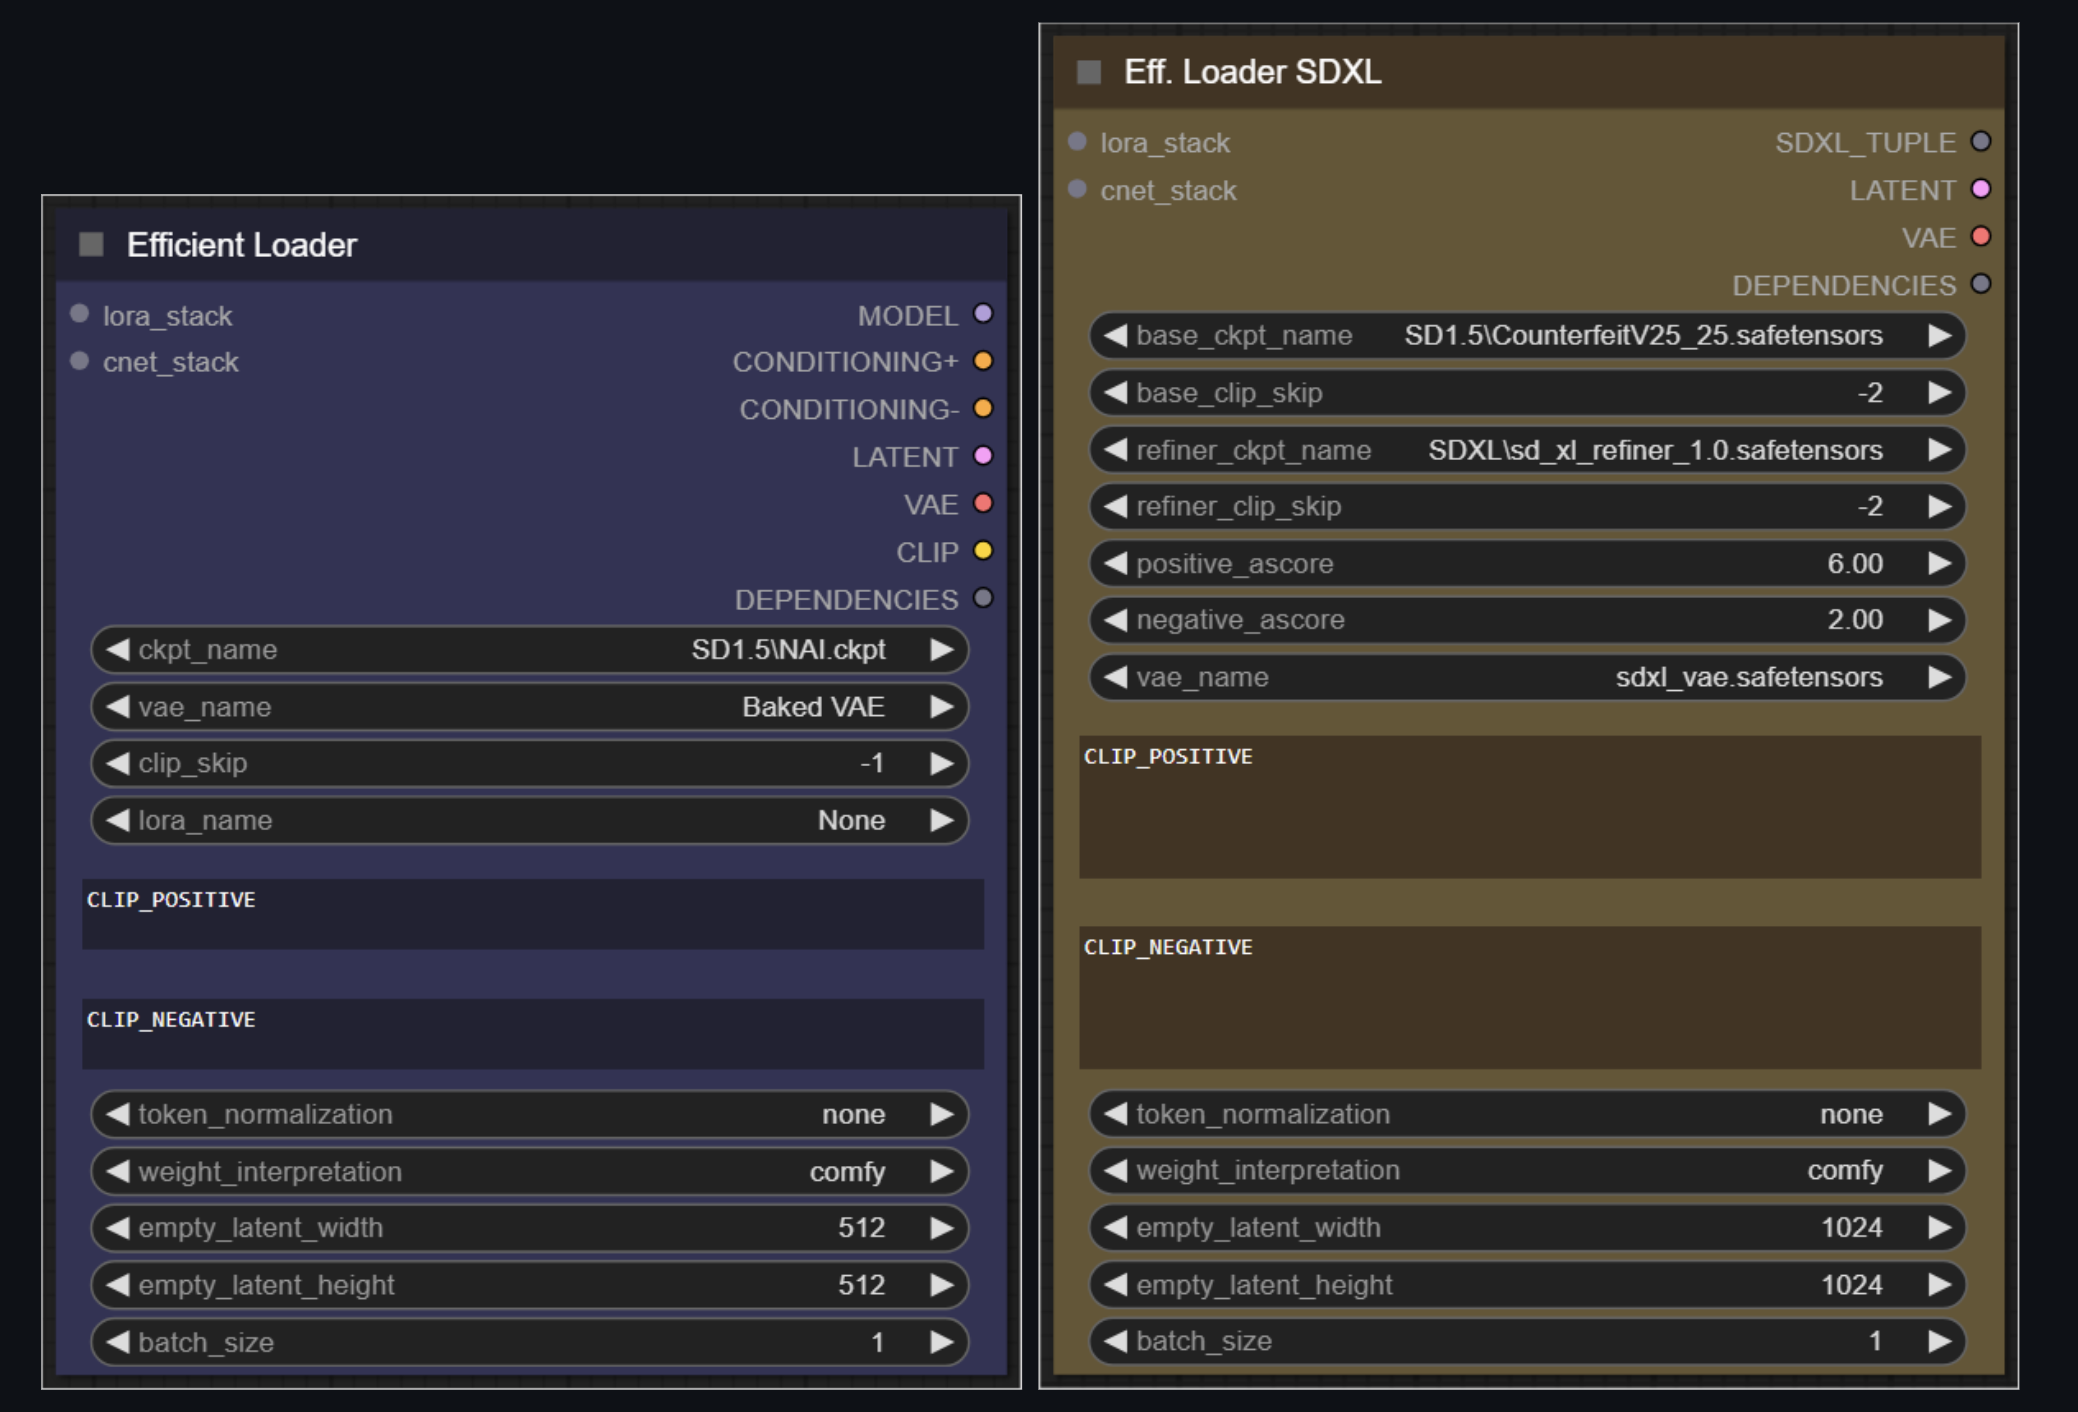 Efficient Loader
lora_stack MODEL
cnet_stack CONDITIONING+
CONDITIONING-
LATENT
VAE
CLIP
DEPENDENCIES
ckpt_name SD1.5\NAI.ckpt
vae_name Baked VAE
clip_skip -1
lora_name None
CLIP_POSITIVE
CLIP_NEGATIVE
token_normalization none
weight_interpretation comfy
empty_latent_width 512
empty_latent_height 512
batch_size 1
Eff. Loader SDXL
lora_stack SDXL_TUPLE
cnet_stack LATENT
VAE
DEPENDENCIES
base_ckpt_name SD1.5\CounterfeitV25_25.safetensors
base_clip_skip -2
refiner_ckpt_name SDXL\sd_xl_refiner_1.0.safetensors
refiner_clip_skip -2
positive_ascore 6.00
negative_ascore 2.00
vae_name sdxl_vae.safetensors
CLIP_POSITIVE
CLIP_NEGATIVE
token_normalization none
weight_interpretation comfy
empty_latent_width 1024
empty_latent_height 1024
batch_size 1